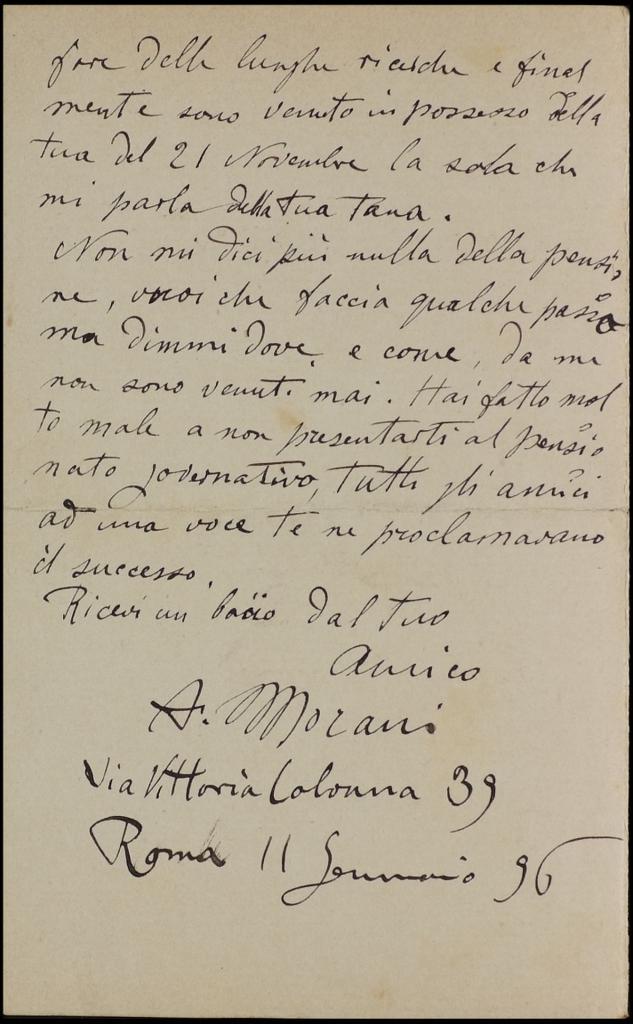 fare delle lunghe ricerche e final
mente sono venuto in possesso della
tua del 21 Novembre la sola che
mi parla della tua tana.
Non mi dici più nulla della pensio
ne, vuoi che faccia qualche passo
ma dimmi dove, e come, da me
non sono venuti mai. Hai fatto mol
to male a non presentarti al pensio
nato governativo, tutti gli amici
ad una voce te ne proclamavano
il successo.
Ricevi un bacio dal tuo
Amico
A. Morani
Via Vittoria Colonna 39
Roma 11 Gennaio 96